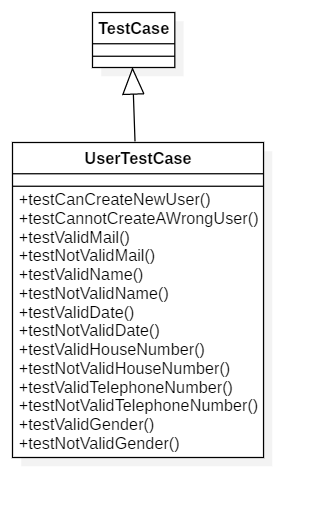 TestCase
UserTestCase
+testCanCreateNewUser()
+testCannotCreateAWrongUser()
+testValidMail()
+testNotValidMail()
+testValidName()
+testNotValidName()
+testValidDate()
+testNotValidDate()
+testValidHouseNumber()
+testNotValidHouseNumber()
+testValidTelephoneNumber()
+testNotValidTelephoneNumber()
+testValidGender()
+testNotValidGender()